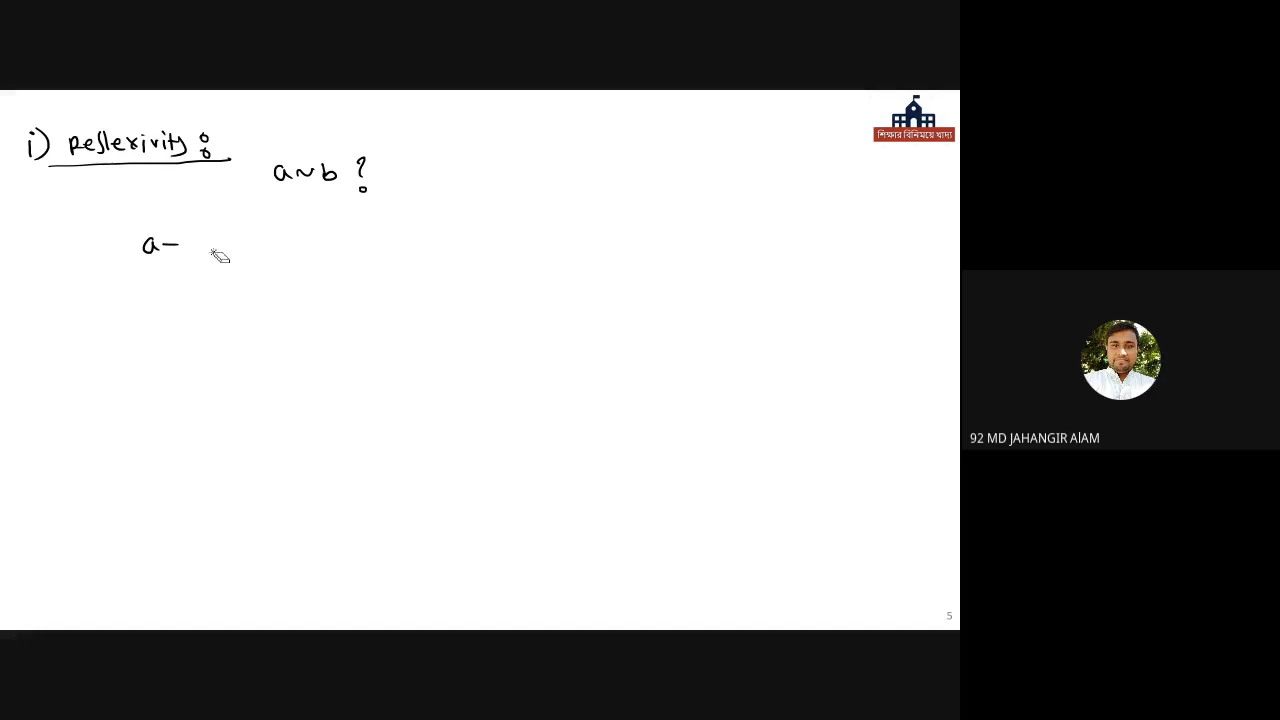 i) Reflexivity :
a ~ b ?
a -
শিক্ষার বিনিময়ে খাদ্য
92 MD JAHANGIR AlAM
5